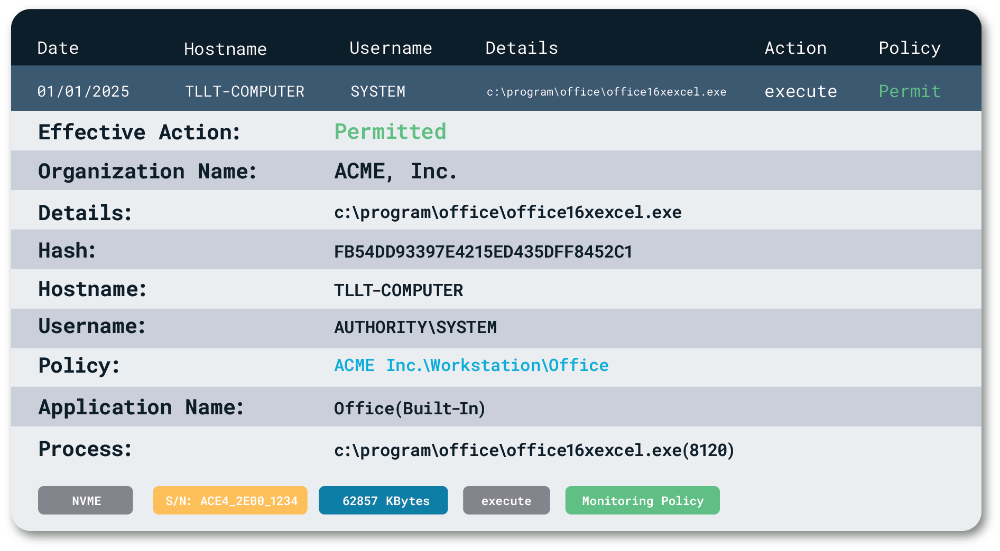 Date Hostname Username Details Action Policy
01/01/2025 TLLT-COMPUTER SYSTEM c:\program\office\office16xexcel.exe execute Permit
Effective Action: Permitted
Organization Name: ACME, Inc.
Details: c:\program\office\office16xexcel.exe
Hash: FB54DD93397E4215ED435DFF8452C1
Hostname: TLLT-COMPUTER
Username: AUTHORITY\SYSTEM
Policy: ACME Inc.\Workstation\Office
Application Name: Office(Built-In)
Process: c:\program\office\office16xexcel.exe(8120)
NVME S/N: ACE4_2E00_1234 62857 KBytes execute Monitoring Policy